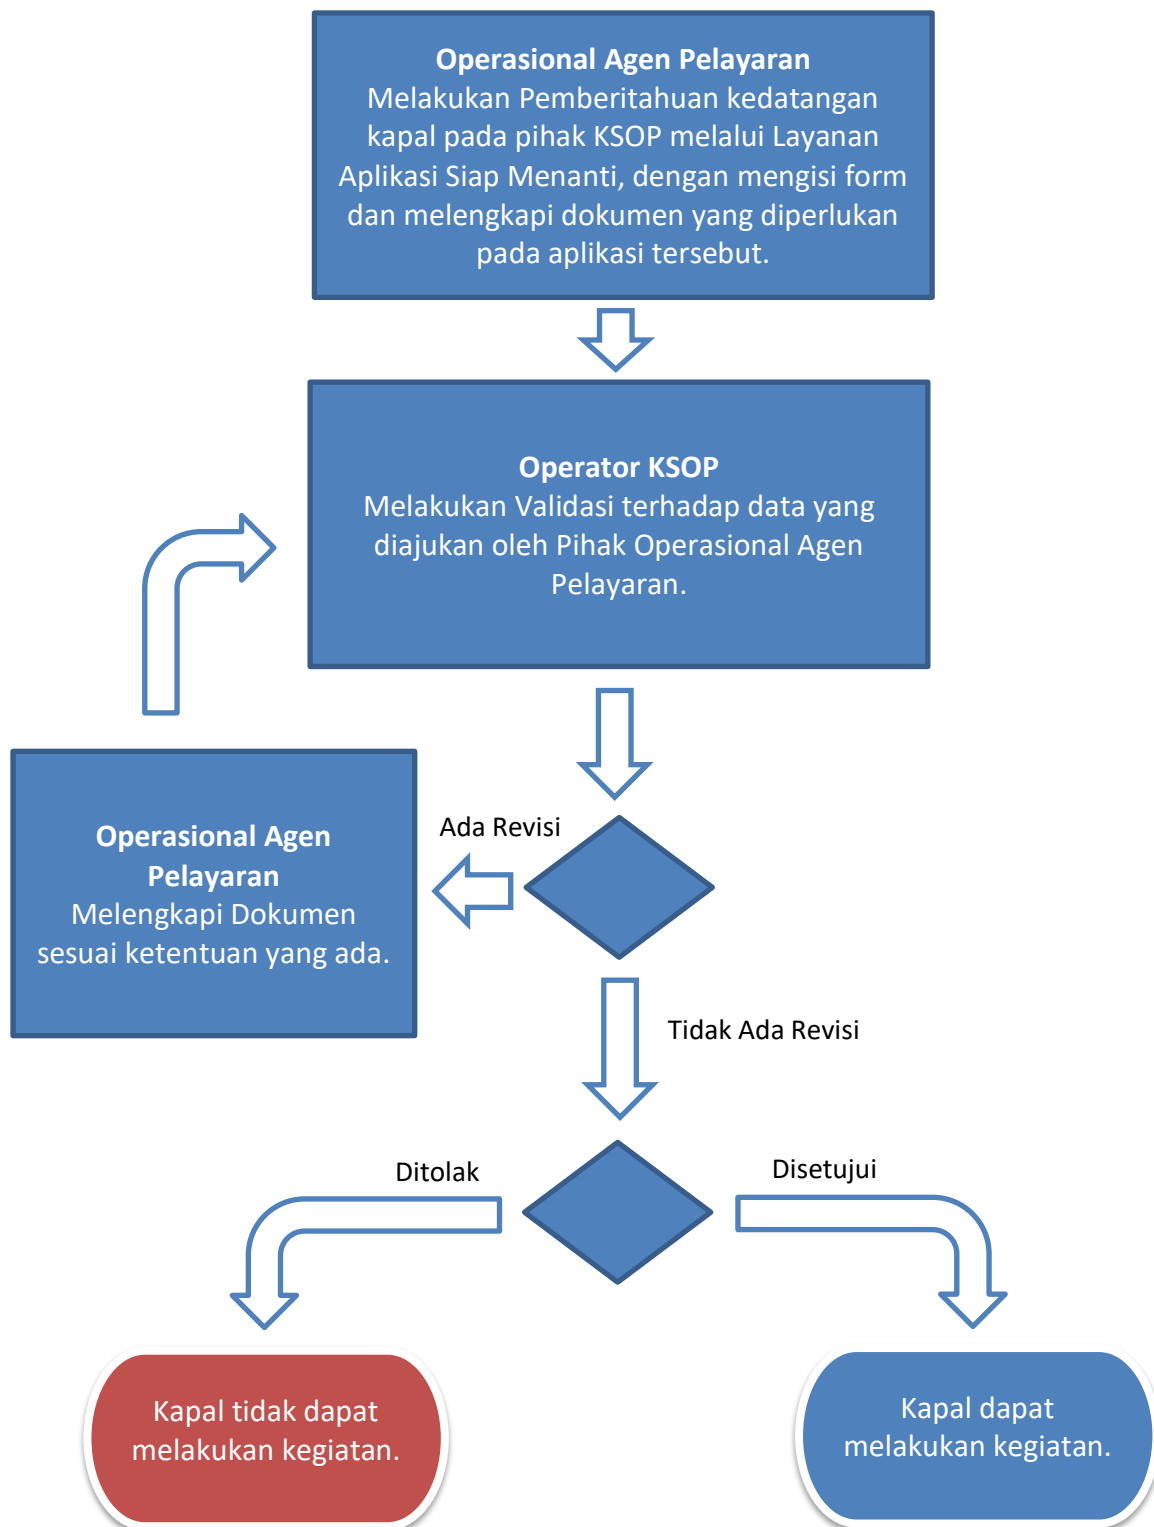 Operasional Agen Pelayaran
Melakukan Pemberitahuan kedatangan
kapal pada pihak KSOP melalui Layanan
Aplikasi Siap Menanti, dengan mengisi form
dan melengkapi dokumen yang diperlukan
pada aplikasi tersebut.
Operator KSOP
Melakukan Validasi terhadap data yang
diajukan oleh Pihak Operasional Agen
Pelayaran.
Ada Revisi
Operasional Agen
Pelayaran
Melengkapi Dokumen
sesuai ketentuan yang ada.
Tidak Ada Revisi
Ditolak
Disetujui
Kapal tidak dapat
melakukan kegiatan.
Kapal dapat
melakukan kegiatan.